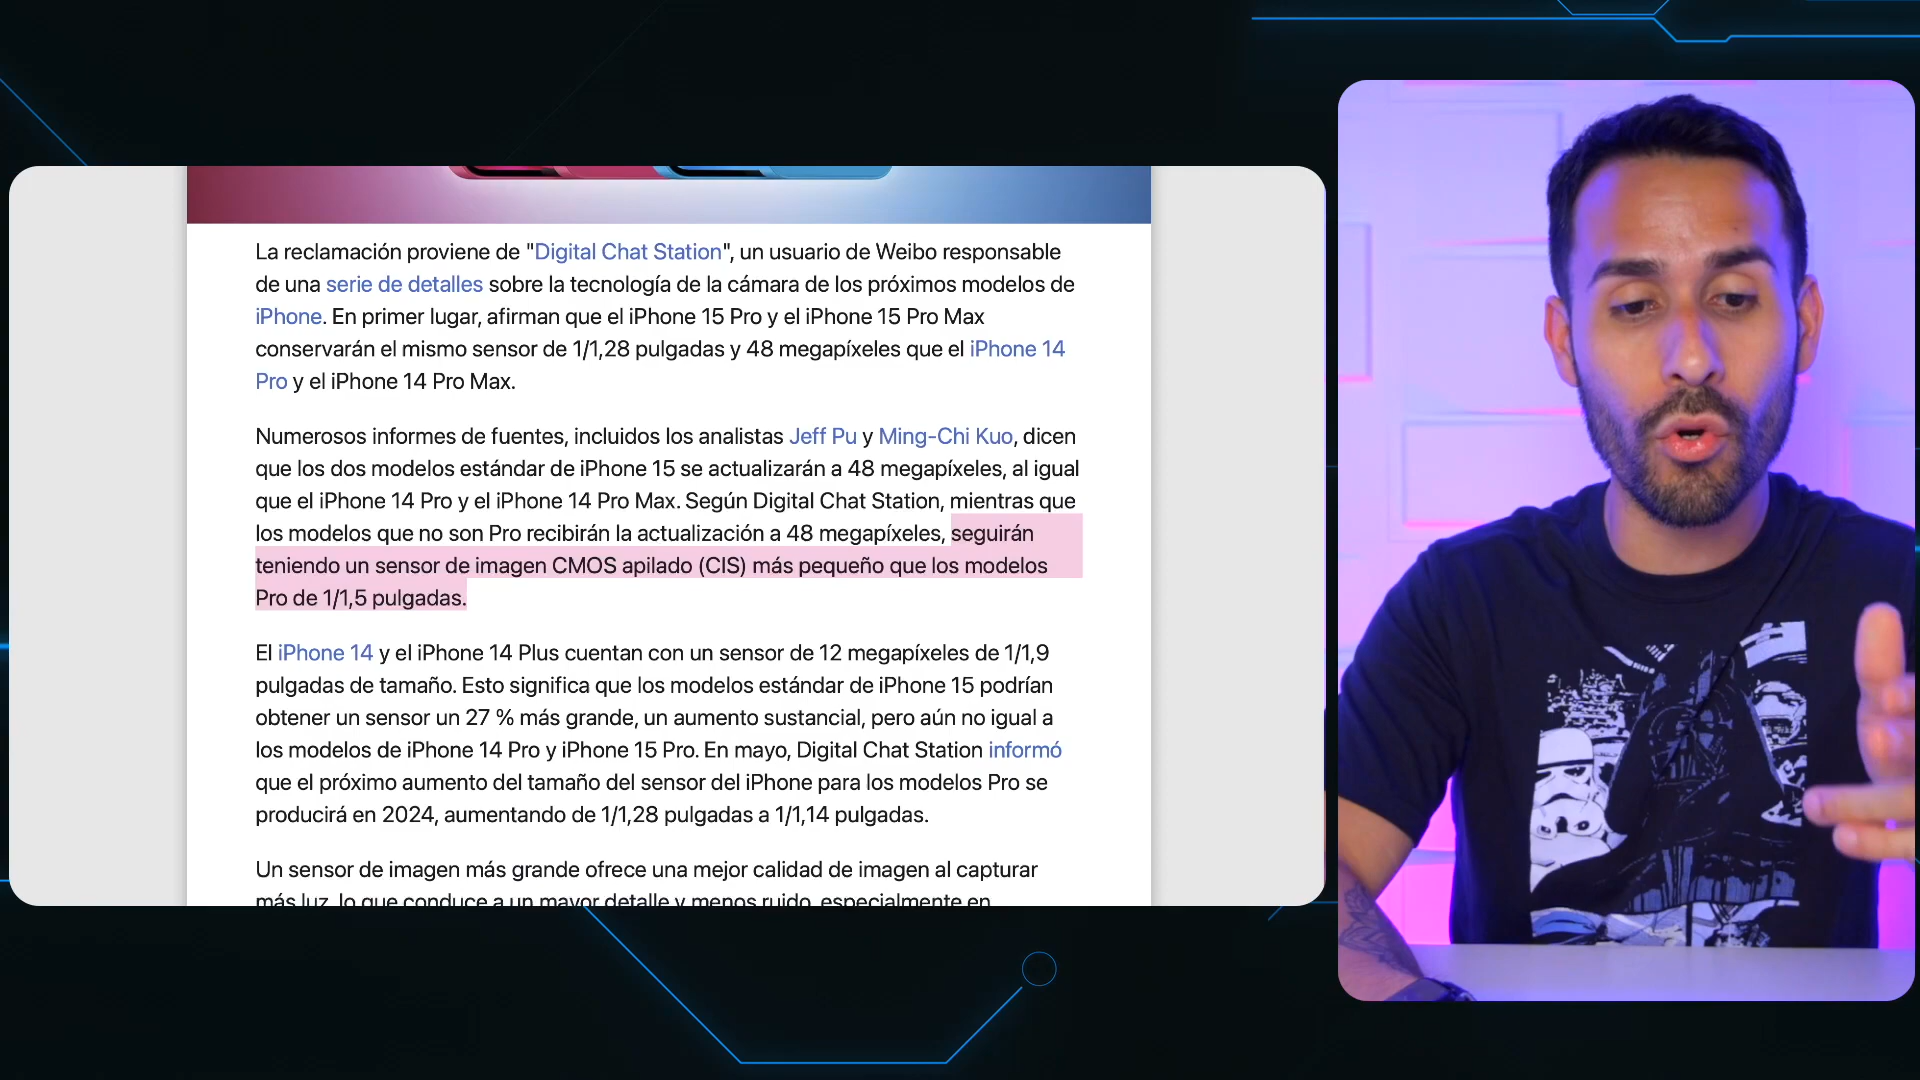 La reclamación proviene de "Digital Chat Station", un usuario de Weibo responsable
de una serie de detalles sobre la tecnología de la cámara de los próximos modelos de
iPhone. En primer lugar, afirman que el iPhone 15 Pro y el iPhone 15 Pro Max
conservarán el mismo sensor de 1/1,28 pulgadas y 48 megapíxeles que el iPhone 14
Pro y el iPhone 14 Pro Max.
Numerosos informes de fuentes, incluidos los analistas Jeff Pu y Ming-Chi Kuo, dicen
que los dos modelos estándar de iPhone 15 se actualizarán a 48 megapíxeles, al igual
que el iPhone 14 Pro y el iPhone 14 Pro Max. Según Digital Chat Station, mientras que
los modelos que no son Pro recibirán la actualización a 48 megapíxeles, seguirán
teniendo un sensor de imagen CMOS apilado (CIS) más pequeño que los modelos
Pro de 1/1,5 pulgadas.
El iPhone 14 y el iPhone 14 Plus cuentan con un sensor de 12 megapíxeles de 1/1,9
pulgadas de tamaño. Esto significa que los modelos estándar de iPhone 15 podrían
obtener un sensor un 27 % más grande, un aumento sustancial, pero aún no igual a
los modelos de iPhone 14 Pro y iPhone 15 Pro. En mayo, Digital Chat Station informó
que el próximo aumento del tamaño del sensor del iPhone para los modelos Pro se
producirá en 2024, aumentando de 1/1,28 pulgadas a 1/1,14 pulgadas.
Un sensor de imagen más grande ofrece una mejor calidad de imagen al capturar
más luz, lo que conduce a un mayor detalle y menos ruido, especialmente en